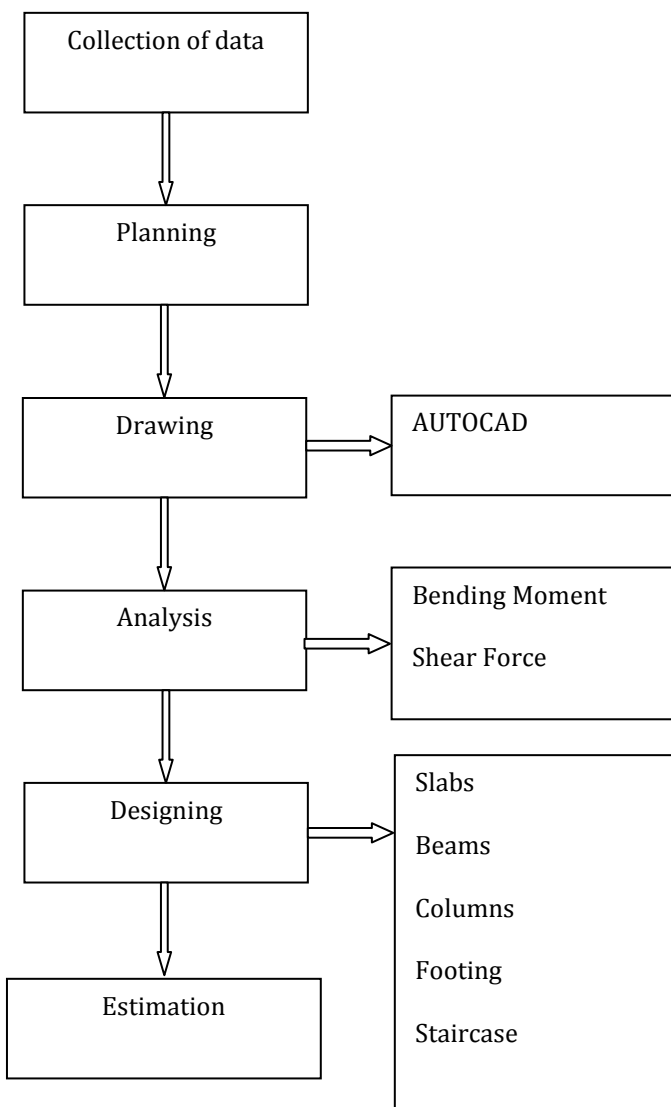 Collection of data
Planning
Drawing
AUTOCAD
Analysis
Bending Moment
Shear Force
Designing
Slabs
Beams
Columns
Footing
Staircase
Estimation